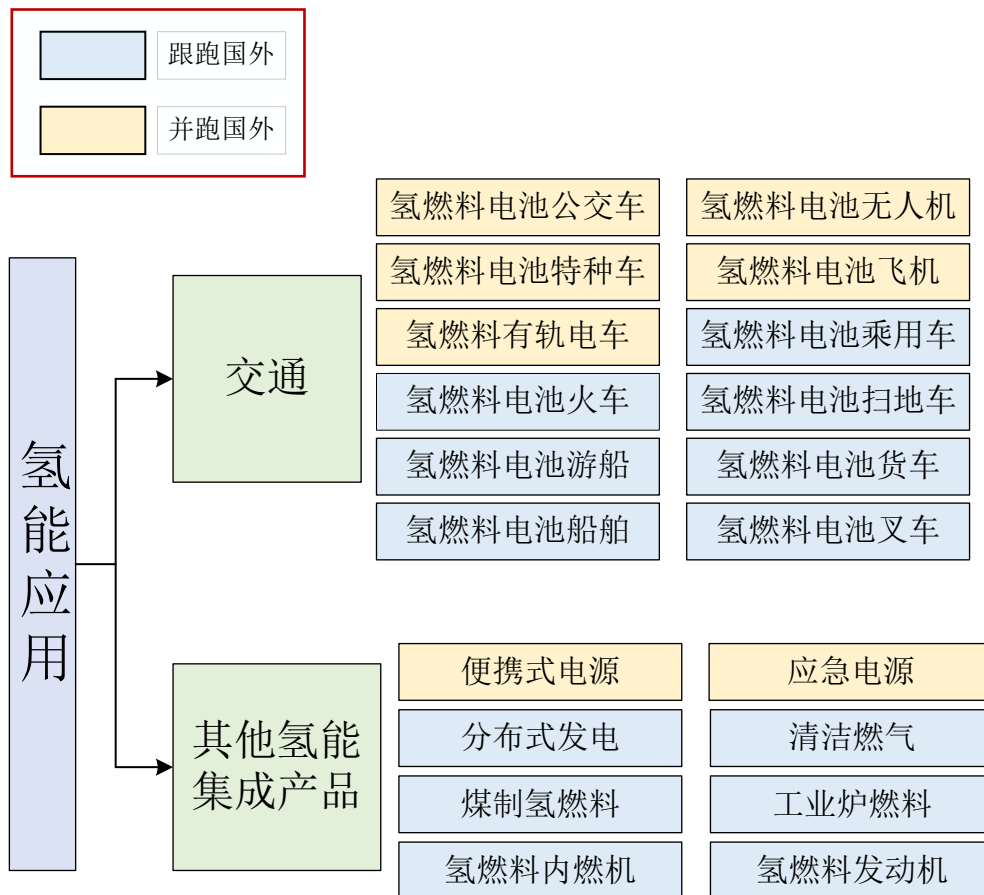 跟跑国外
并跑国外
氢能应用
交通
氢燃料电池公交车
氢燃料电池无人机
氢燃料电池特种车
氢燃料电池飞机
氢燃料有轨电车
氢燃料电池乘用车
氢燃料电池火车
氢燃料电池扫地车
氢燃料电池游船
氢燃料电池货车
氢燃料电池船舶
氢燃料电池叉车
其他氢能
集成产品
便携式电源
应急电源
分布式发电
清洁燃气
煤制氢燃料
工业炉燃料
氢燃料内燃机
氢燃料发动机